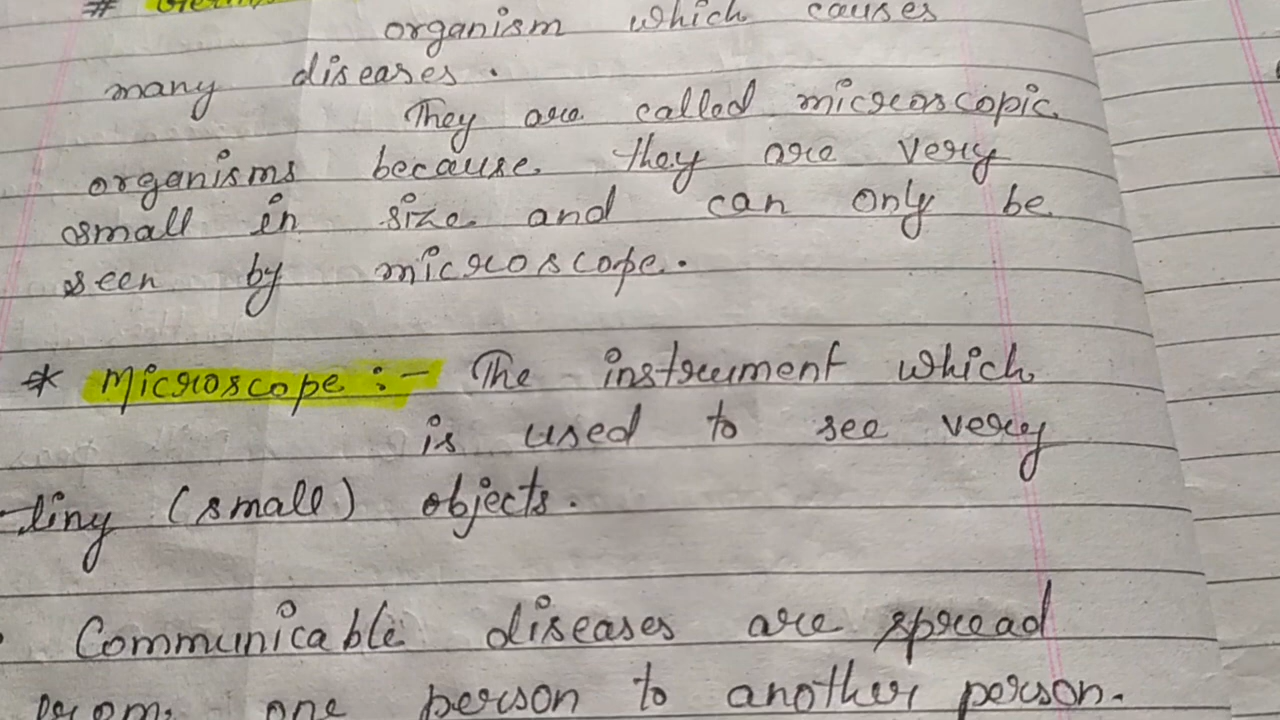 organism which causes
many diseases.
They are called microscopic
organisms because they are very
small in size and can only be
seen by microscope.
* Microscope :- The instrument which
is used to see very
tiny (small) objects.
Communicable diseases are spread
from one person to another person.